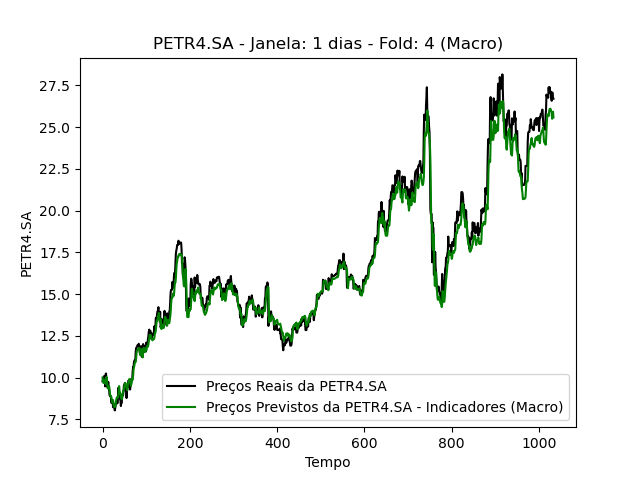 PETR4.SA - Janela: 1 dias - Fold: 4 (Macro)
PETR4.SA
27.5
25.0
22.5
20.0
17.5
15.0
12.5
10.0
7.5
Preços Reais da PETR4.SA
Preços Previstos da PETR4.SA - Indicadores (Macro)
0 200 400 600 800 1000
Tempo